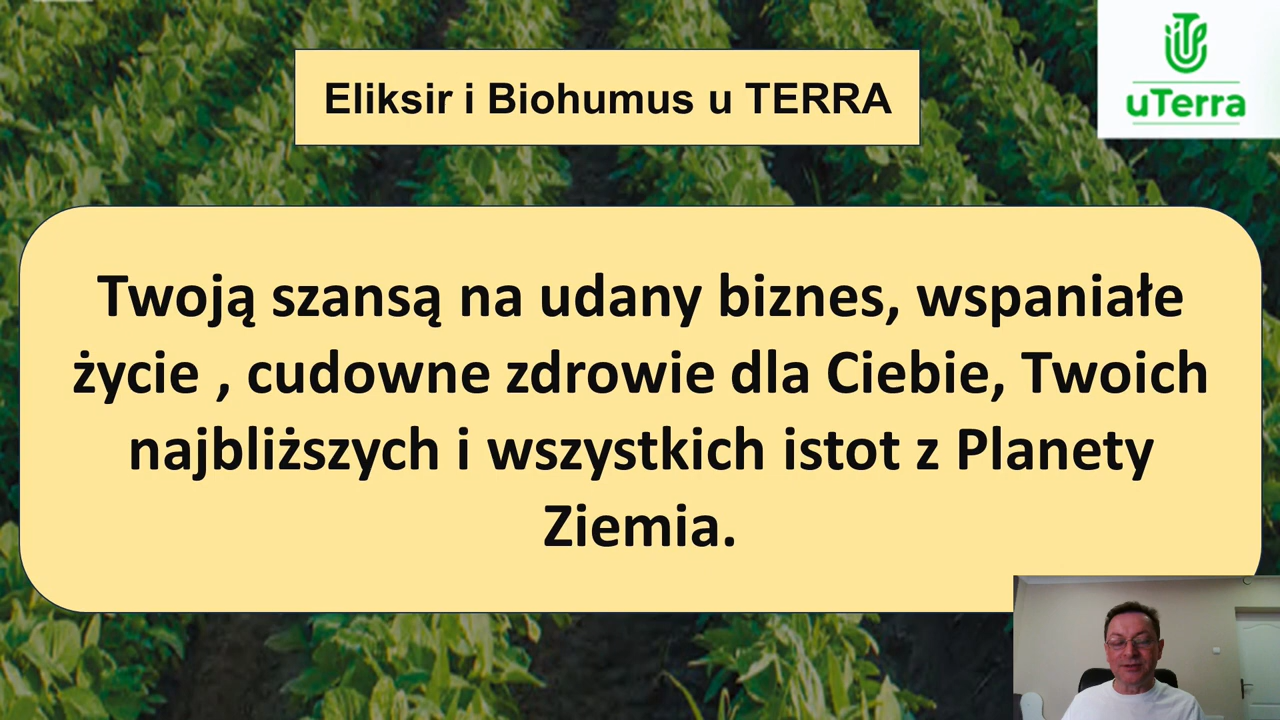 Eliksir i Biohumus u TERRA
uTerra
Twoją szansą na udany biznes, wspaniałe
życie , cudowne zdrowie dla Ciebie, Twoich
najbliższych i wszystkich istot z Planety
Ziemia.